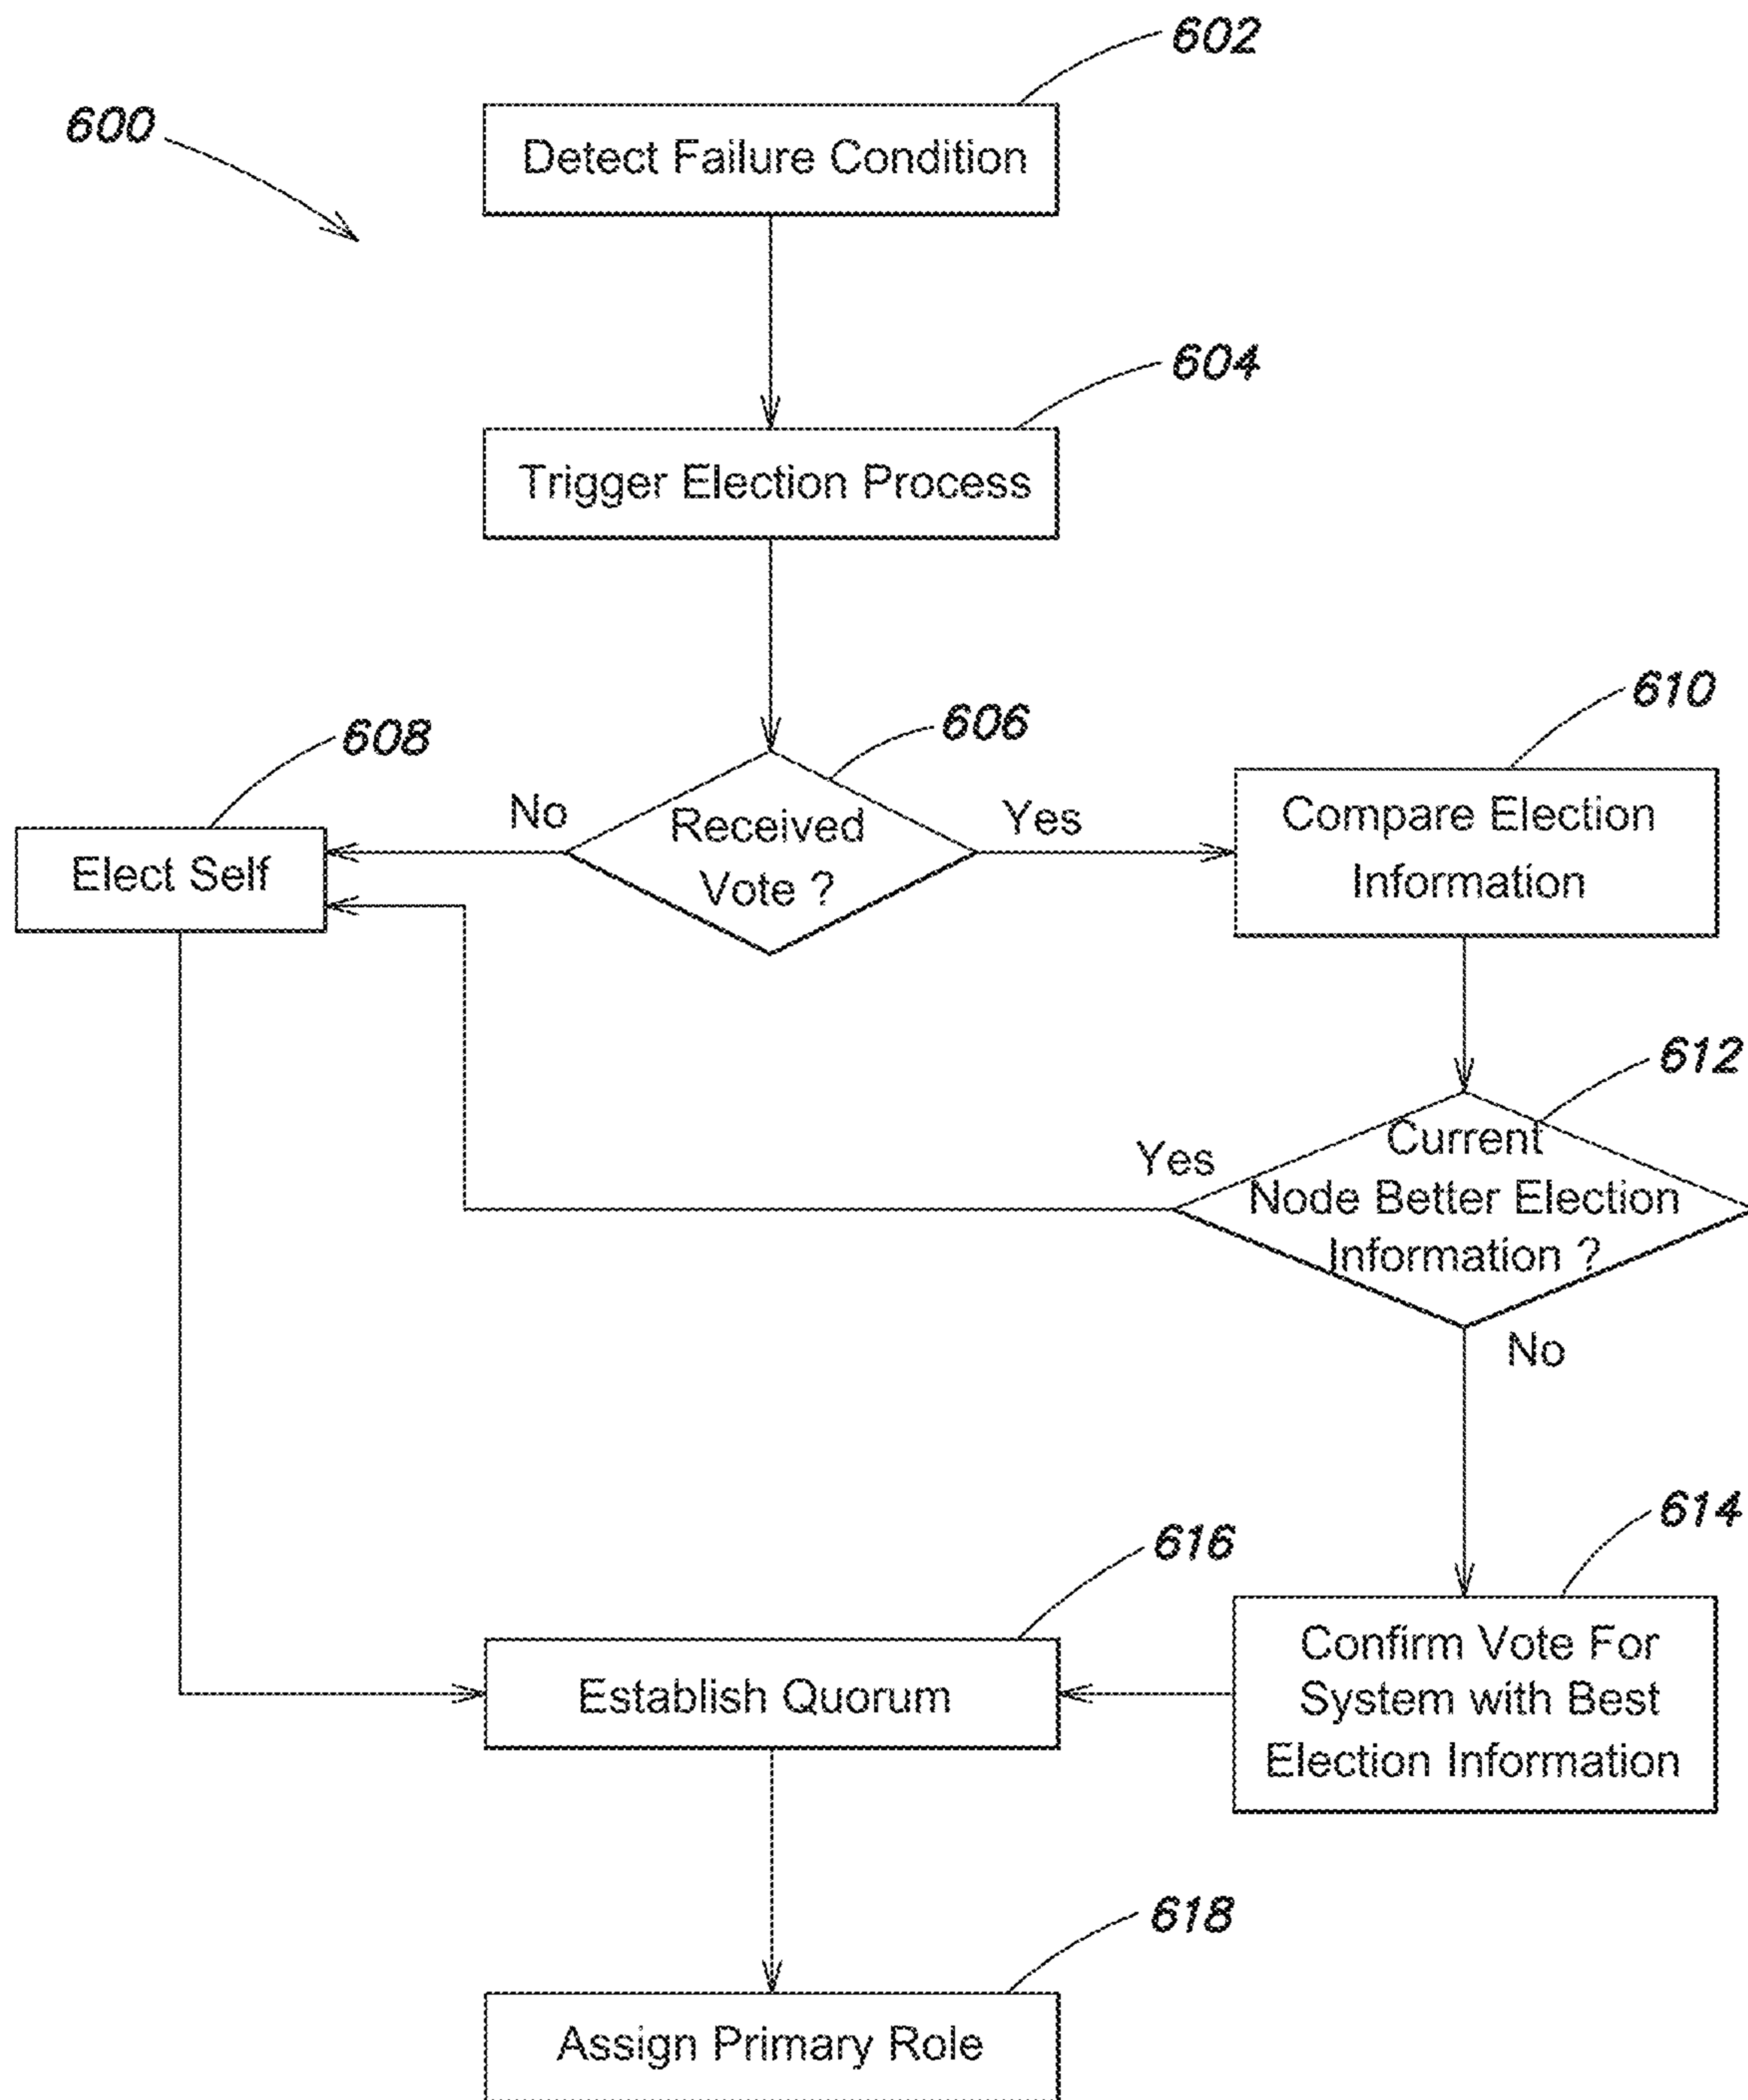 602
600
Detect Failure Condition
604
Trigger Election Process
606
610
608
No
Received
Vote ?
Yes
Compare Election
Information
Elect Self
612
Yes
Current
Node Better Election
Information ?
No
614
616
Confirm Vote For
System with Best
Election Information
Establish Quorum
618
Assign Primary Role